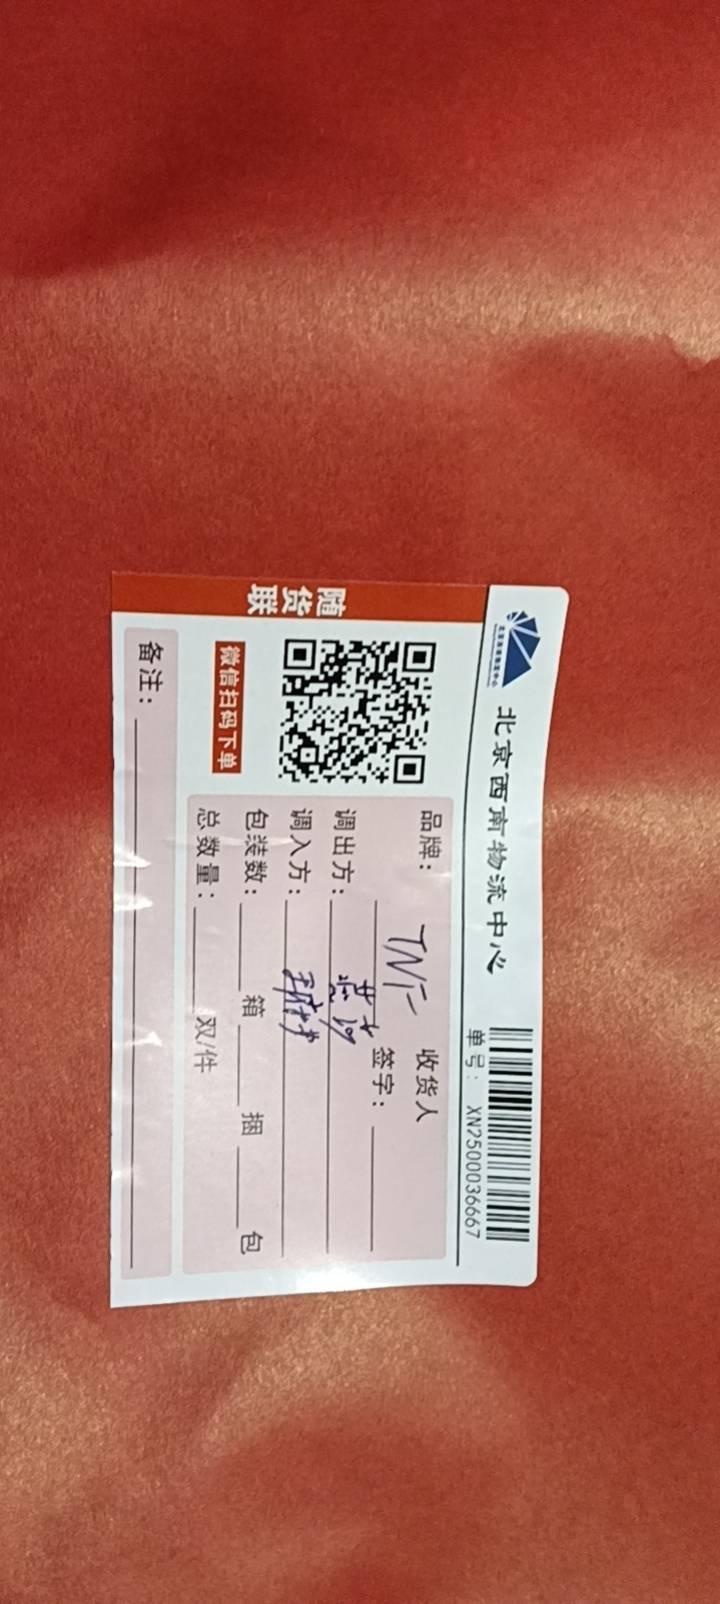 北京西南物流中心
单号: XN2500036667
随货联
微信扫码下单
品牌: TNF 收货人
签字:
调出方:
调入方:
包装数: 箱 捆 包
总数量: 双/件
备注: